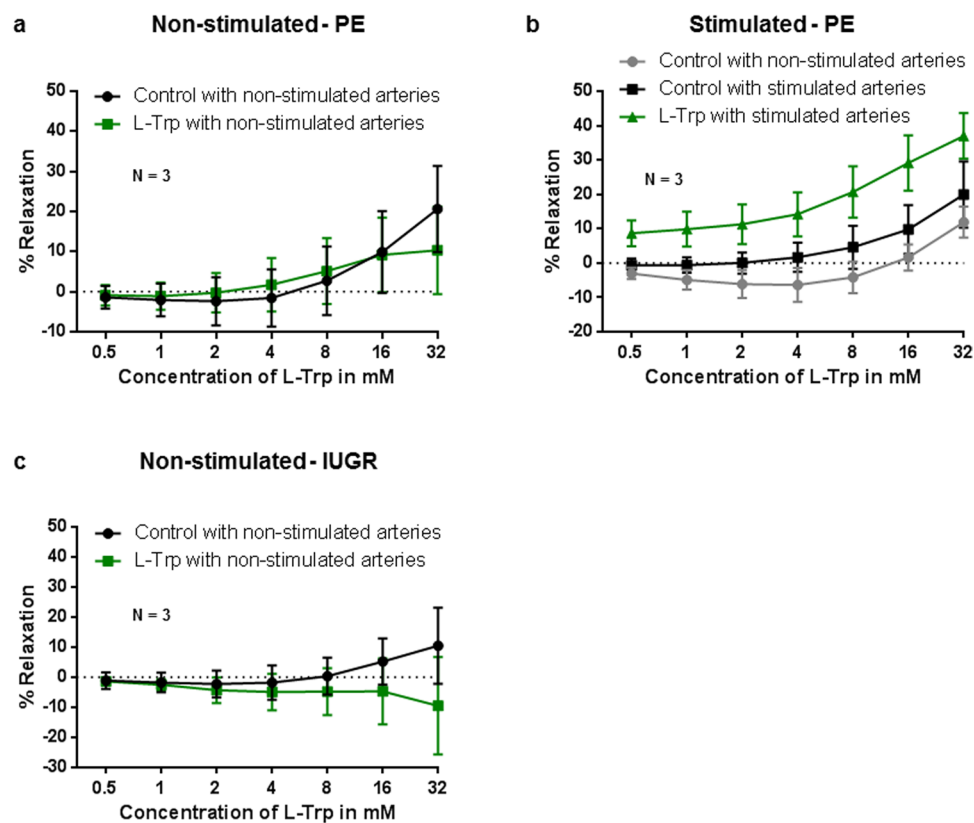 a Non-stimulated - PE
Control with non-stimulated arteries
L-Trp with non-stimulated arteries
N = 3
% Relaxation
50
40
30
20
10
0
-10
0.5 1 2 4 8 16 32
Concentration of L-Trp in mM
b Stimulated - PE
Control with non-stimulated arteries
Control with stimulated arteries
L-Trp with stimulated arteries
N = 3
% Relaxation
50
40
30
20
10
0
-10
-20
0.5 1 2 4 8 16 32
Concentration of L-Trp in mM
c Non-stimulated - IUGR
Control with non-stimulated arteries
L-Trp with non-stimulated arteries
N = 3
% Relaxation
50
40
30
20
10
0
-10
-20
-30
0.5 1 2 4 8 16 32
Concentration of L-Trp in mM